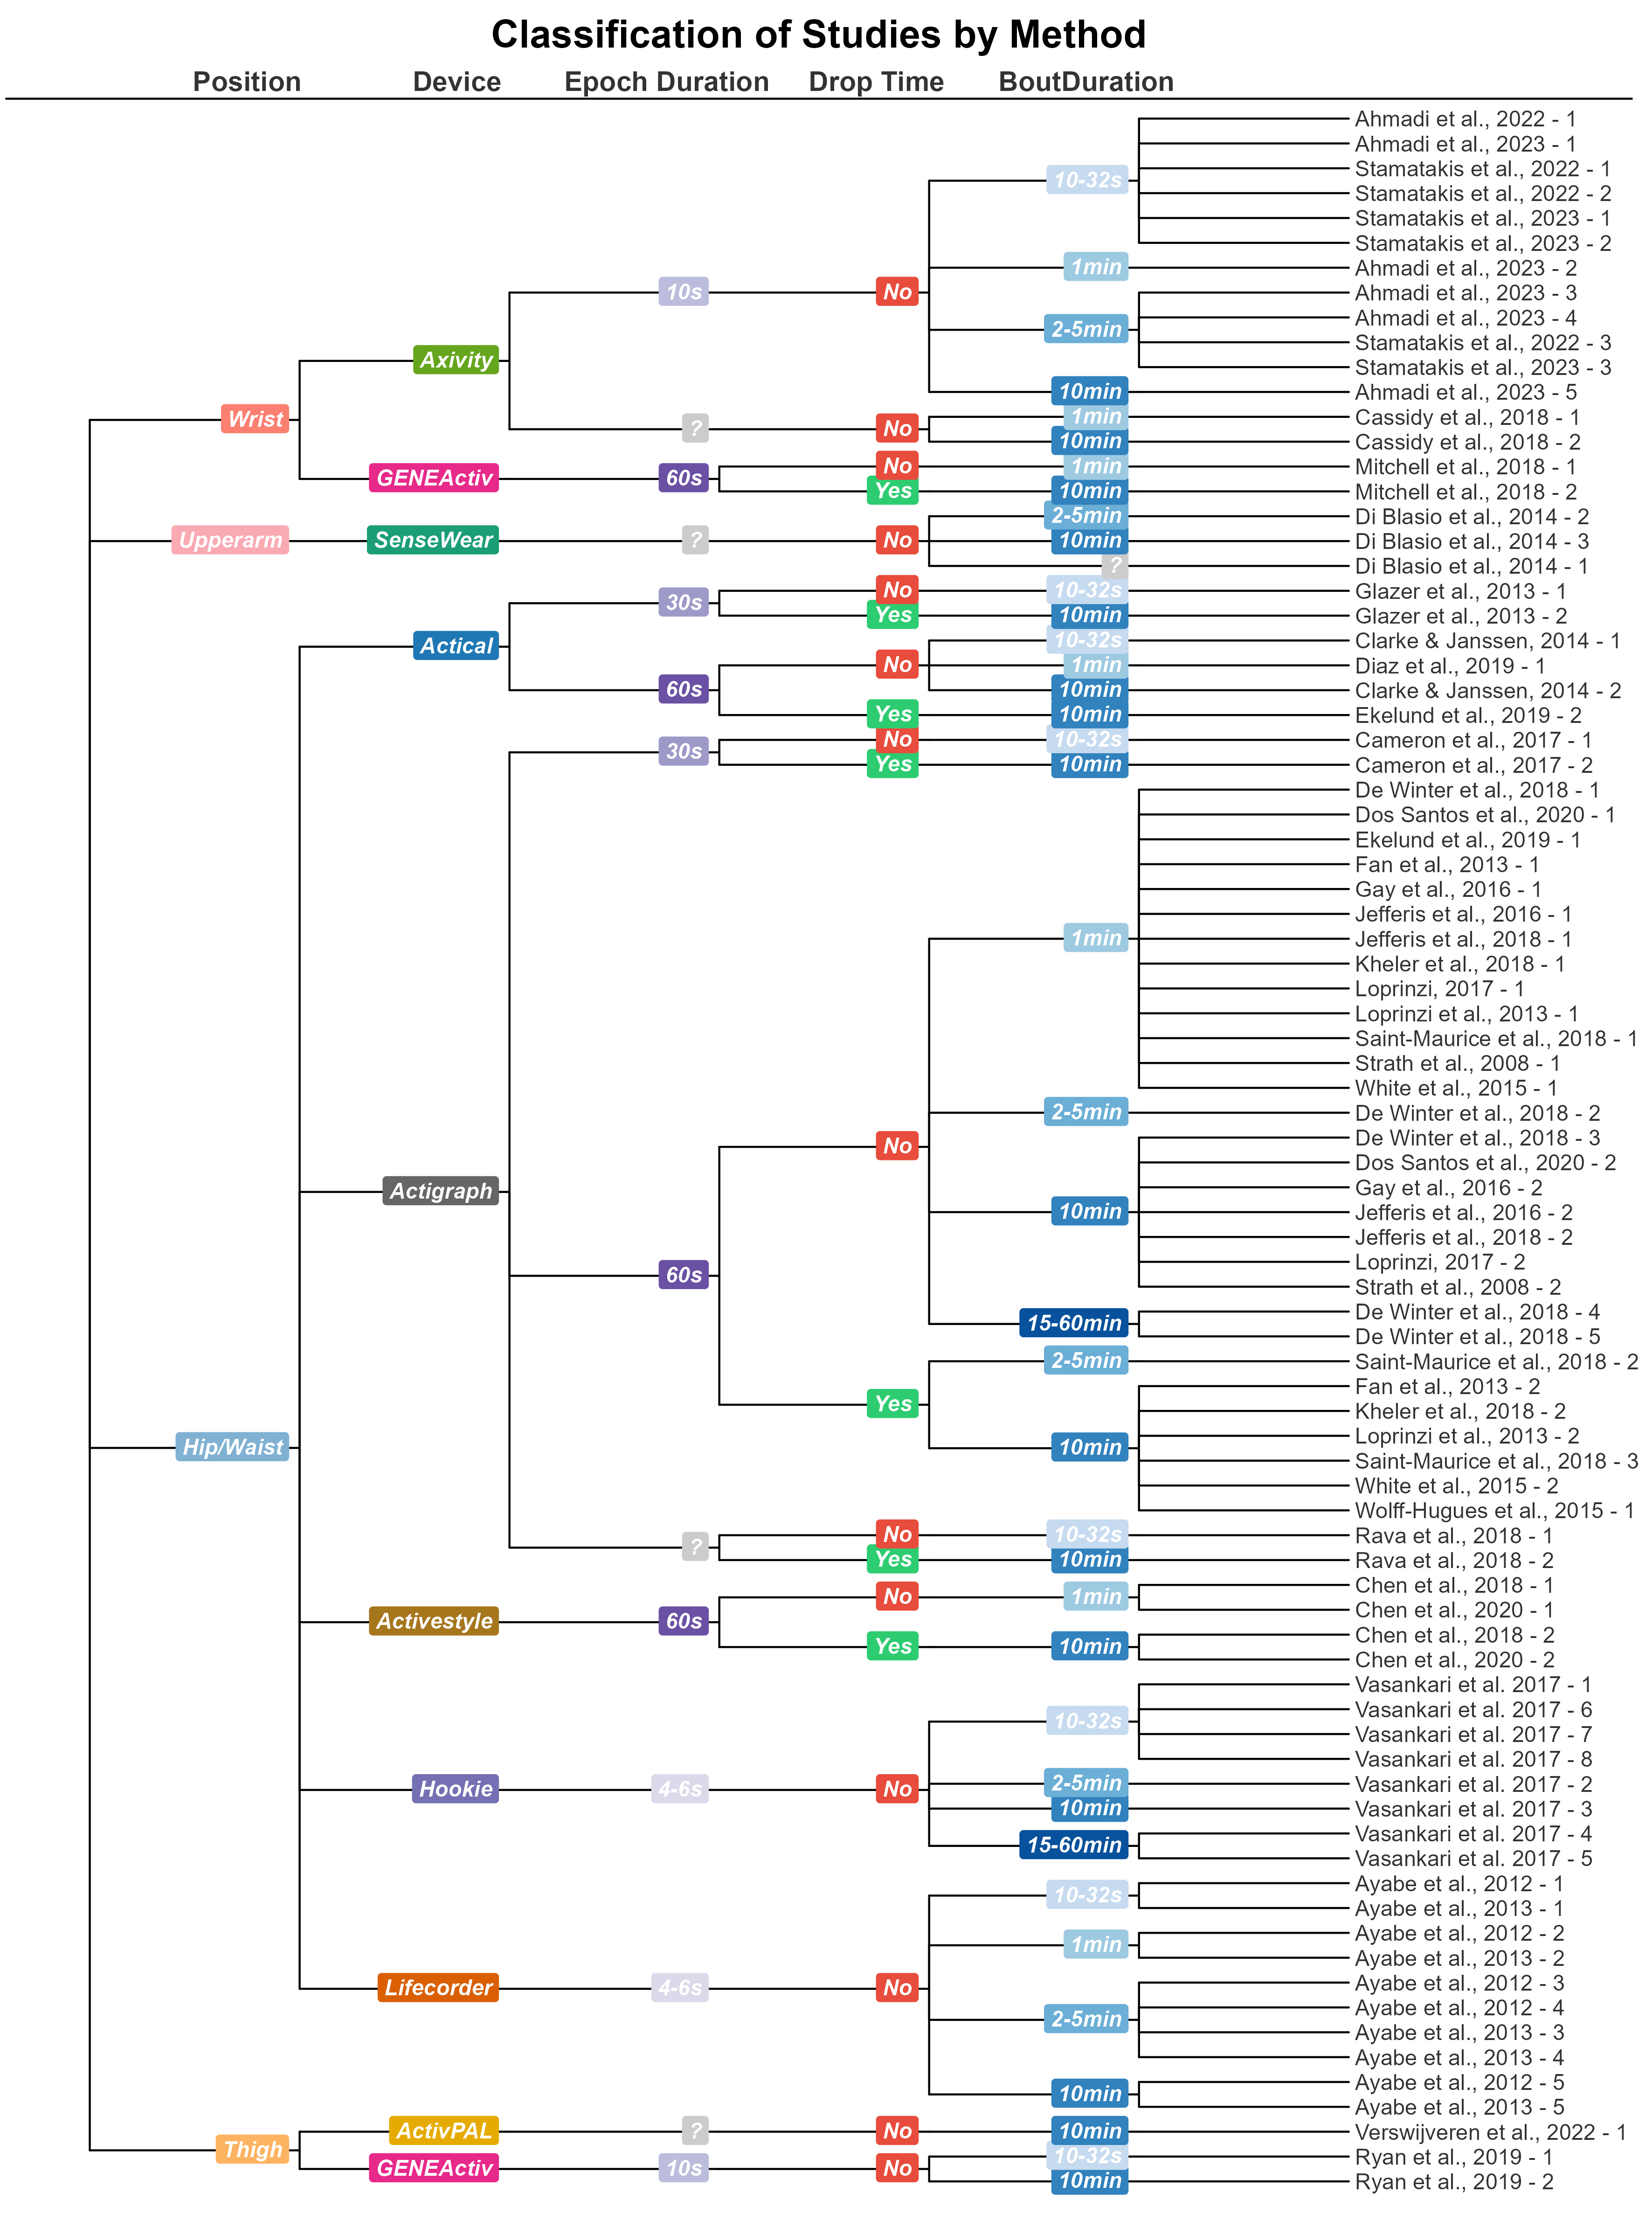 Classification of Studies by Method
Position Device Epoch Duration Drop Time BoutDuration
Ahmadi et al., 2022 - 1
Ahmadi et al., 2023 - 1
Stamatakis et al., 2022 - 1
10-32s
Stamatakis et al., 2022 - 2
Stamatakis et al., 2023 - 1
Stamatakis et al., 2023 - 2
1min Ahmadi et al., 2023 - 2
10s No Ahmadi et al., 2023 - 3
Ahmadi et al., 2023 - 4
2-5min
Stamatakis et al., 2022 - 3
Axivity
Stamatakis et al., 2023 - 3
10min Ahmadi et al., 2023 - 5
Wrist 1min Cassidy et al., 2018 - 1
? No
10min Cassidy et al., 2018 - 2
No 1min Mitchell et al., 2018 - 1
GENEActiv 60s
Yes 10min Mitchell et al., 2018 - 2
2-5min Di Blasio et al., 2014 - 2
Upperarm SenseWear ? No 10min Di Blasio et al., 2014 - 3
? Di Blasio et al., 2014 - 1
No 10-32s Glazer et al., 2013 - 1
30s
Yes 10min Glazer et al., 2013 - 2
Actical 10-32s Clarke & Janssen, 2014 - 1
No 1min Diaz et al., 2019 - 1
60s 10min Clarke & Janssen, 2014 - 2
Yes 10min Ekelund et al., 2019 - 2
No 10-32s Cameron et al., 2017 - 1
30s
Yes 10min Cameron et al., 2017 - 2
De Winter et al., 2018 - 1
Dos Santos et al., 2020 - 1
Ekelund et al., 2019 - 1
Fan et al., 2013 - 1
Gay et al., 2016 - 1
Jefferis et al., 2016 - 1
1min Jefferis et al., 2018 - 1
Kheler et al., 2018 - 1
Loprinzi, 2017 - 1
Loprinzi et al., 2013 - 1
Saint-Maurice et al., 2018 - 1
Strath et al., 2008 - 1
White et al., 2015 - 1
2-5min De Winter et al., 2018 - 2
No De Winter et al., 2018 - 3
Dos Santos et al., 2020 - 2
Actigraph Gay et al., 2016 - 2
10min Jefferis et al., 2016 - 2
Jefferis et al., 2018 - 2
60s Loprinzi, 2017 - 2
Strath et al., 2008 - 2
De Winter et al., 2018 - 4
15-60min
De Winter et al., 2018 - 5
2-5min Saint-Maurice et al., 2018 - 2
Fan et al., 2013 - 2
Yes
Kheler et al., 2018 - 2
Loprinzi et al., 2013 - 2
Hip/Waist 10min
Saint-Maurice et al., 2018 - 3
White et al., 2015 - 2
Wolff-Hugues et al., 2015 - 1
No 10-32s Rava et al., 2018 - 1
?
Yes 10min Rava et al., 2018 - 2
Chen et al., 2018 - 1
No 1min
Chen et al., 2020 - 1
Activestyle 60s
Chen et al., 2018 - 2
Yes 10min
Chen et al., 2020 - 2
Vasankari et al. 2017 - 1
Vasankari et al. 2017 - 6
10-32s
Vasankari et al. 2017 - 7
Vasankari et al. 2017 - 8
Hookie 4-6s No 2-5min Vasankari et al. 2017 - 2
10min Vasankari et al. 2017 - 3
Vasankari et al. 2017 - 4
15-60min
Vasankari et al. 2017 - 5
Ayabe et al., 2012 - 1
10-32s
Ayabe et al., 2013 - 1
Ayabe et al., 2012 - 2
1min
Ayabe et al., 2013 - 2
Lifecorder 4-6s No Ayabe et al., 2012 - 3
Ayabe et al., 2012 - 4
2-5min
Ayabe et al., 2013 - 3
Ayabe et al., 2013 - 4
Ayabe et al., 2012 - 5
10min
Ayabe et al., 2013 - 5
ActivPAL ? No 10min Verswijveren et al., 2022 - 1
Thigh
10-32s Ryan et al., 2019 - 1
GENEActiv 10s No
10min Ryan et al., 2019 - 2